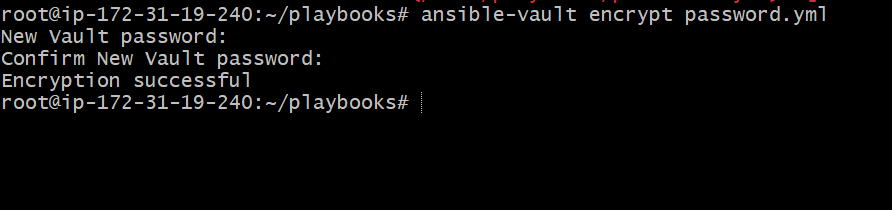 root@ip-172-31-19-240:~/playbooks# ansible-vault encrypt password.yml
New Vault password:
Confirm New Vault password:
Encryption successful
root@ip-172-31-19-240:~/playbooks#